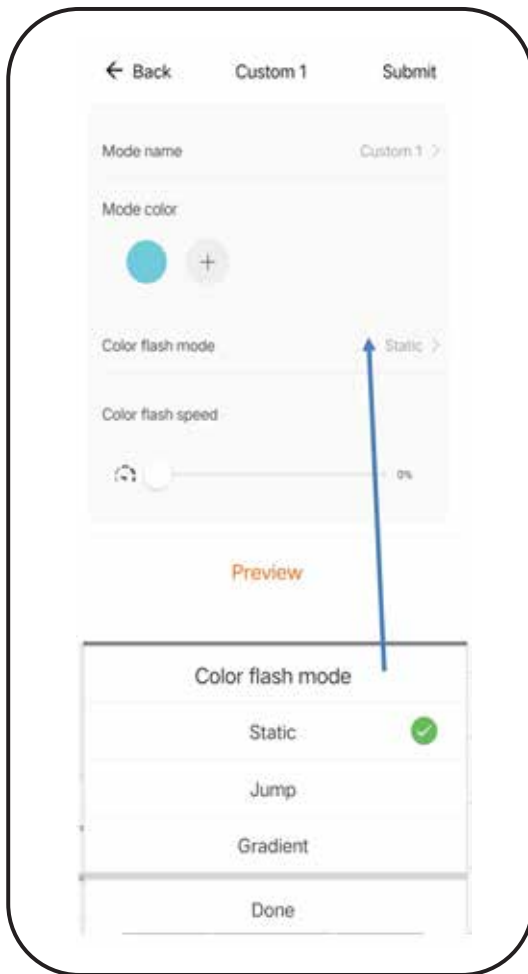 ← Back Custom 1 Submit
Mode name Custom 1 >
Mode color
+
Color flash mode Static >
Color flash speed
0%
Preview
Color flash mode
Static
Jump
Gradient
Done